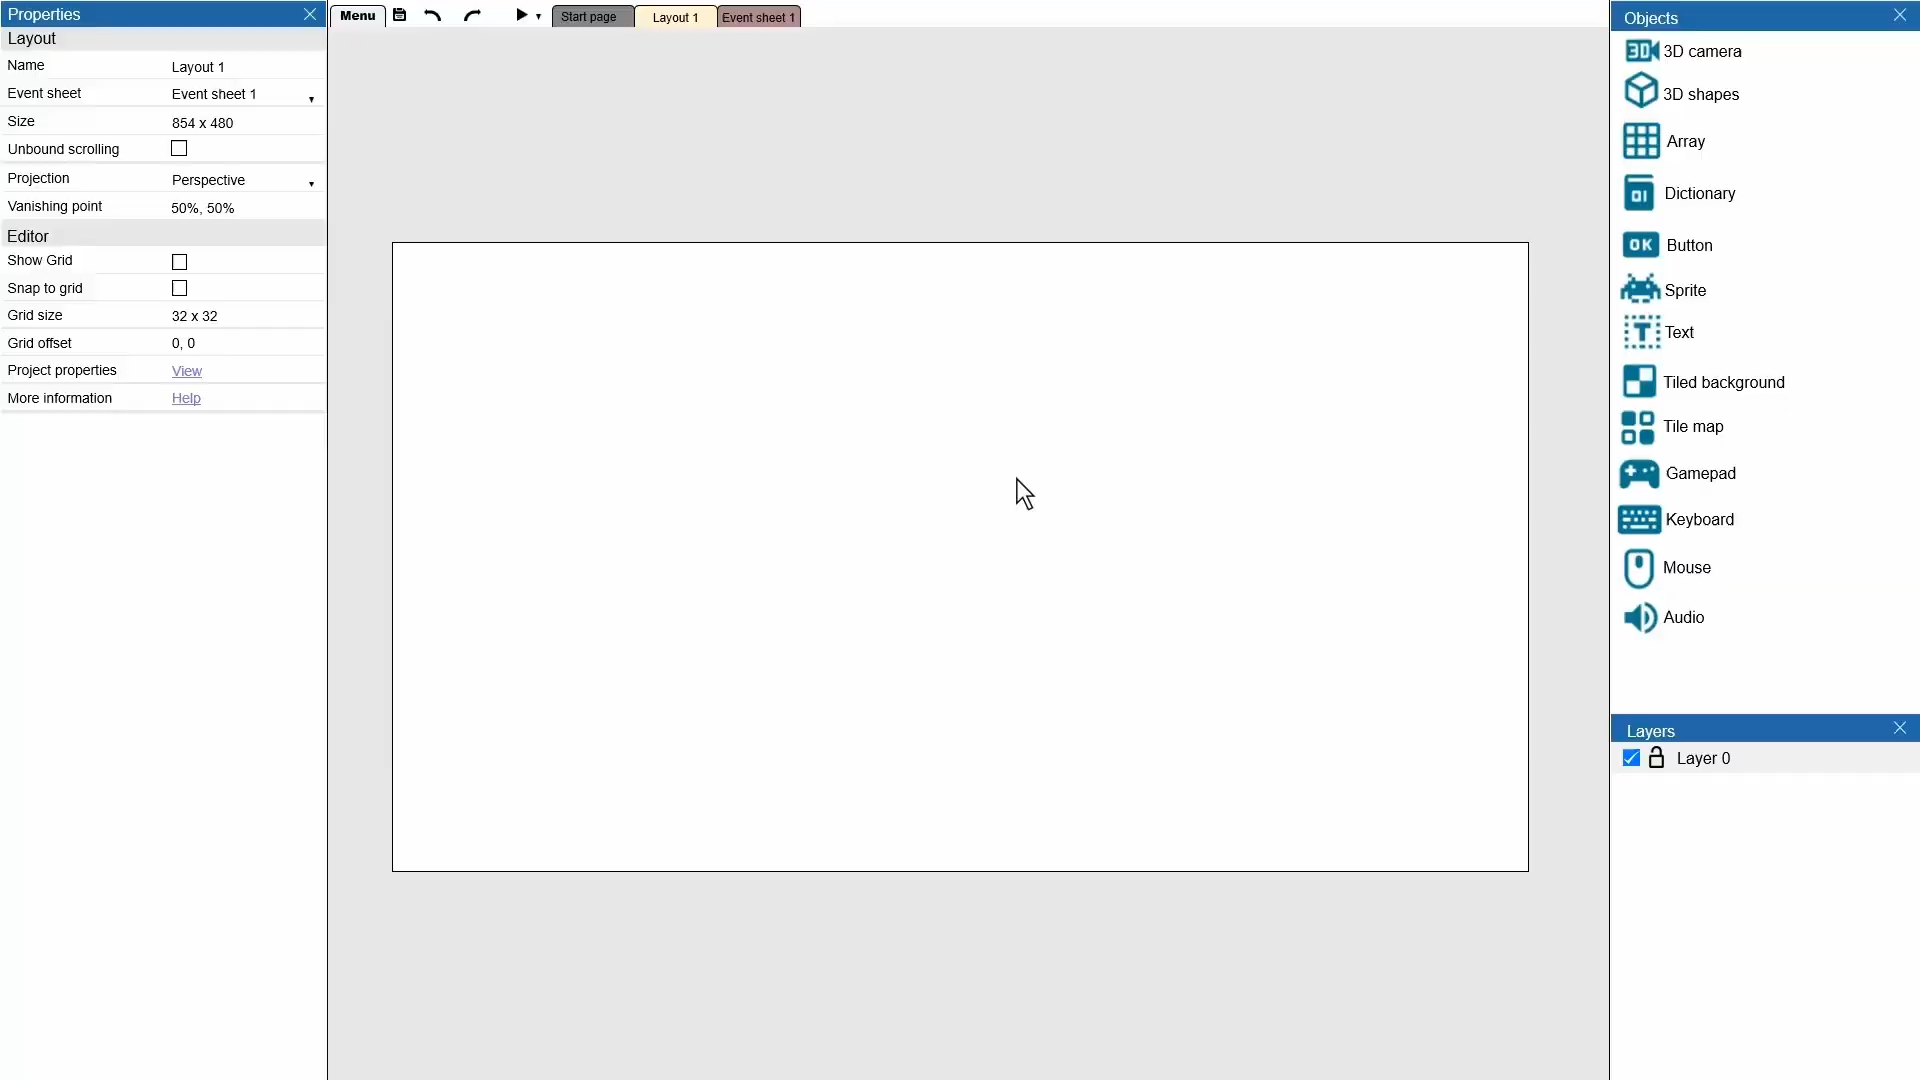 Properties
Layout
Name Layout 1
Event sheet Event sheet 1
Size 854 x 480
Unbound scrolling
Projection Perspective
Vanishing point 50%, 50%
Editor
Show Grid
Snap to grid
Grid size 32 x 32
Grid offset 0, 0
Project properties View
More information Help
Menu Start page Layout 1 Event sheet 1
Objects
3D 3D camera
3D shapes
Array
Dictionary
OK Button
Sprite
T Text
Tiled background
Tile map
Gamepad
Keyboard
Mouse
Audio
Layers
Layer 0